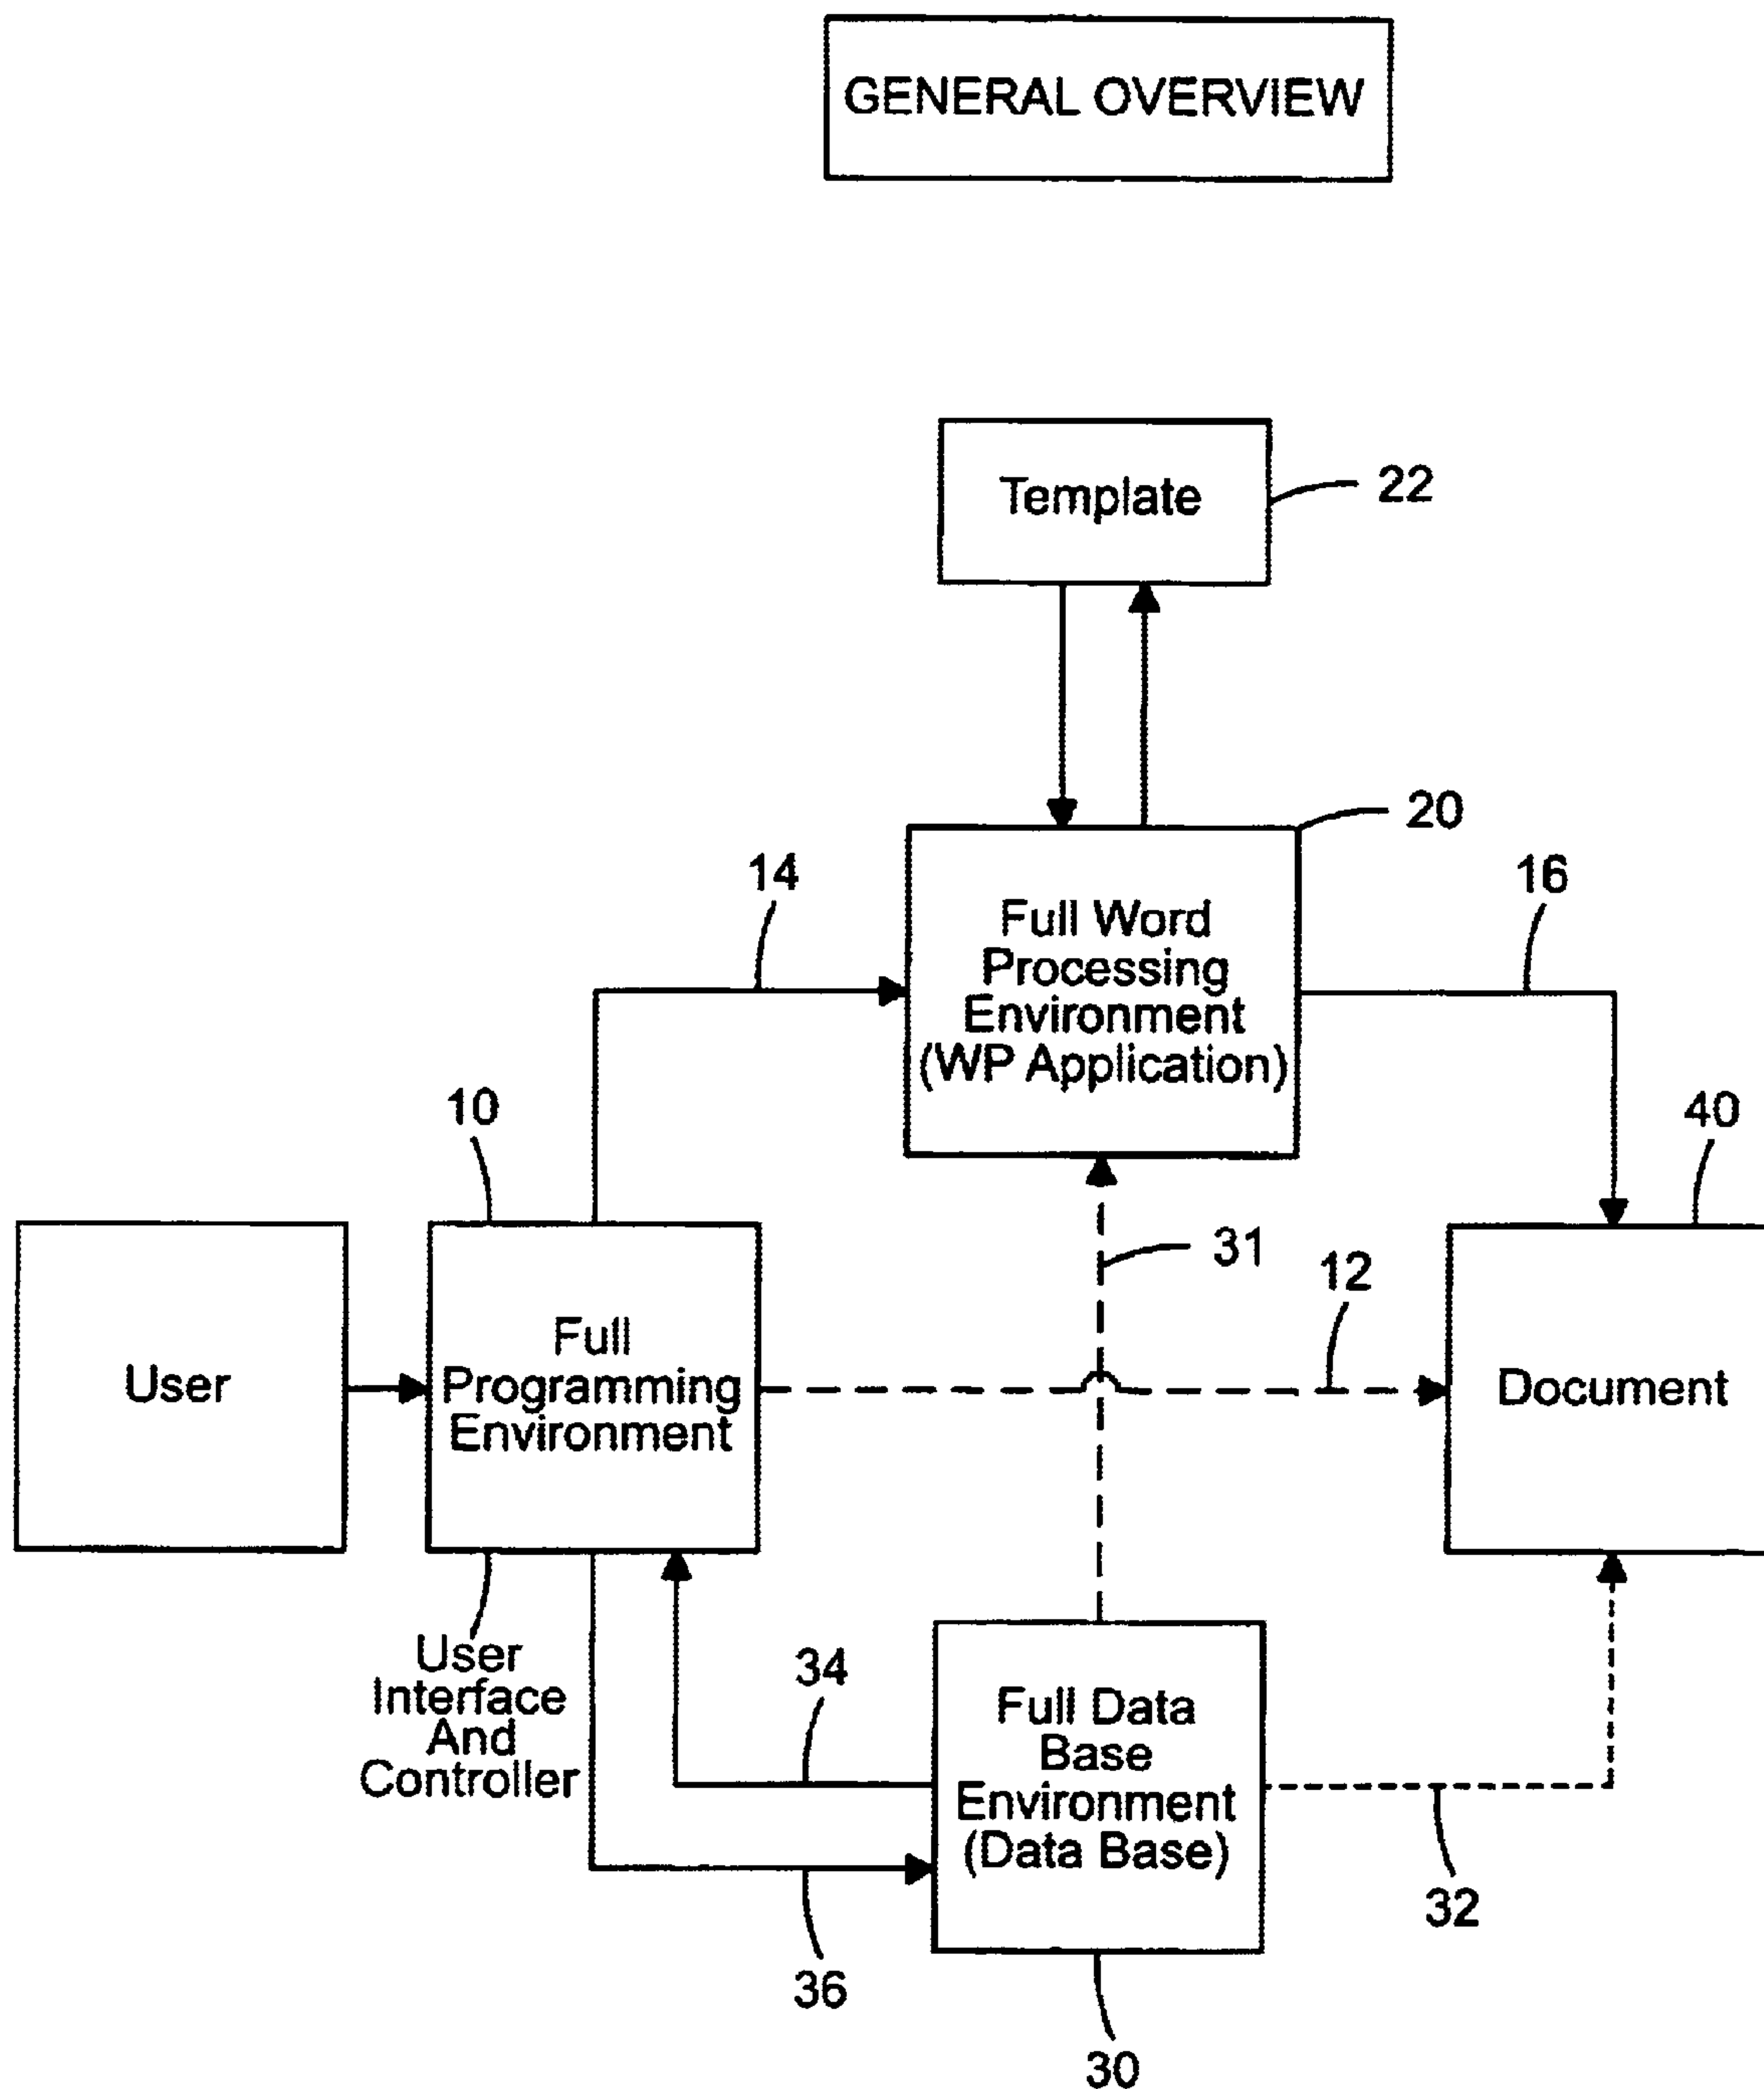 GENERAL OVERVIEW
Template
22
20
14
16
Full Word
Processing
Environment
(WP Application)
10
40
31
12
User
Full
Programming
Environment
Document
User
Interface
And
Controller
34
Full Data
Base
Environment
(Data Base)
32
36
30